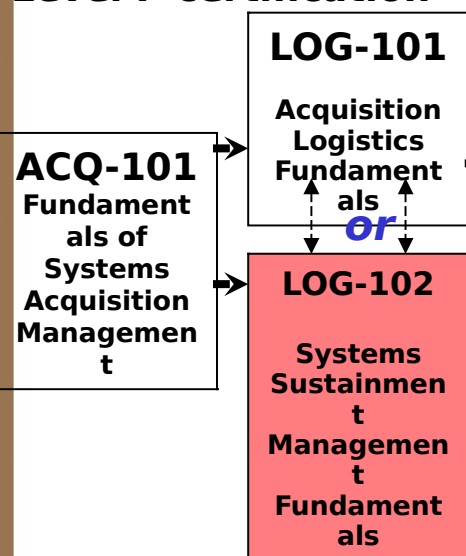 LOG-101
Acquisition
Logistics
Fundament
als
ACQ-101
Fundament
als of
Systems
Acquisition
Managemen
t
or
LOG-102
Systems
Sustainmen
t
Managemen
t
Fundament
als